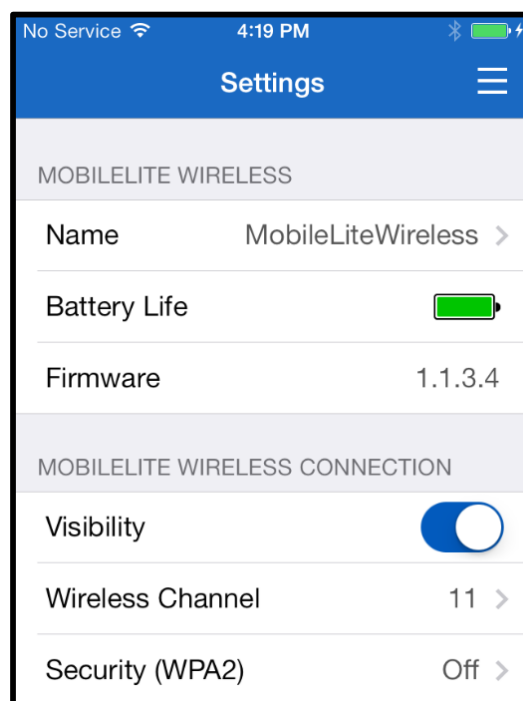 No Service 4:19 PM
Settings
MOBILELITE WIRELESS
Name MobileLiteWireless
Battery Life
Firmware 1.1.3.4
MOBILELITE WIRELESS CONNECTION
Visibility
Wireless Channel 11
Security (WPA2) Off